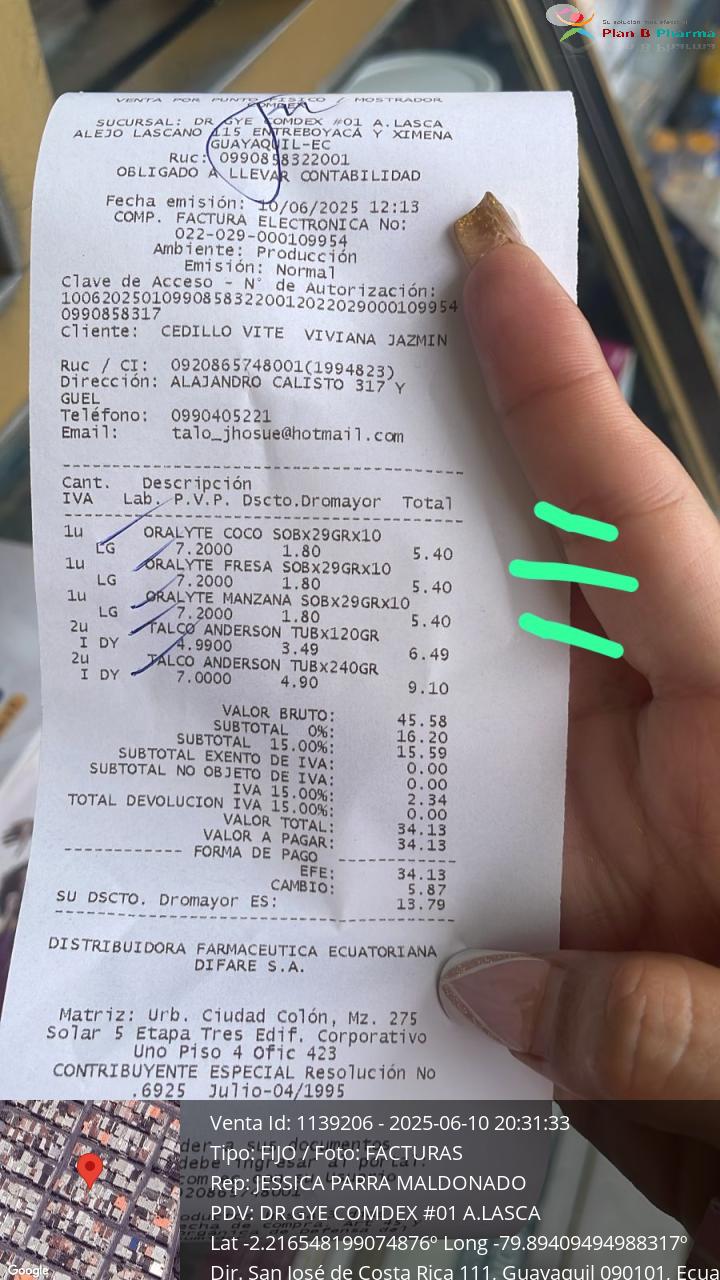 Su solución más efectiva
Plan B Pharma
VENTA POR PUNTO FISICO / MOSTRADOR
COMDEX
SUCURSAL: DR GYE COMDEX #01 A.LASCA
ALEJO LASCANO 115 ENTREBOYACÁ Y XIMENA
GUAYAQUIL-EC
Ruc: 0990858322001
OBLIGADO A LLEVAR CONTABILIDAD
Fecha emisión: 10/06/2025 12:13
COMP. FACTURA ELECTRONICA No:
022-029-000109954
Ambiente: Producción
Emisión: Normal
Clave de Acceso - N° de Autorización:
100620250109908583220012022029000109954
0990858317
Cliente: CEDILLO VITE VIVIANA JAZMIN
Ruc / CI: 0920865748001(1994823)
Dirección: ALAJANDRO CALISTO 317 Y
GUEL
Teléfono: 0990405221
Email: talo_jhosue@hotmail.com
Cant. Descripción
IVA Lab. P.V.P. Dscto.Dromayor Total
1u ORALYTE COCO SOBx29GRx10
LG 7.2000 1.80 5.40
1u ORALYTE FRESA SOBx29GRx10
LG 7.2000 1.80 5.40
1u ORALYTE MANZANA SOBx29GRx10
LG 7.2000 1.80 5.40
2u TALCO ANDERSON TUBx120GR
I DY 4.9900 3.49 6.49
2u TALCO ANDERSON TUBx240GR
I DY 7.0000 4.90 9.10
VALOR BRUTO: 45.58
SUBTOTAL 0%: 16.20
SUBTOTAL 15.00%: 15.59
SUBTOTAL EXENTO DE IVA: 0.00
SUBTOTAL NO OBJETO DE IVA: 0.00
IVA 15.00%: 2.34
TOTAL DEVOLUCION IVA 15.00%: 0.00
VALOR TOTAL: 34.13
VALOR A PAGAR: 34.13
----------- FORMA DE PAGO -----------
EFE: 34.13
CAMBIO: 5.87
SU DSCTO. Dromayor ES: 13.79
DISTRIBUIDORA FARMACEUTICA ECUATORIANA
DIFARE S.A.
Matriz: Urb. Ciudad Colón, Mz. 275
Solar 5 Etapa Tres Edif. Corporativo
Uno Piso 4 Ofic 423
CONTRIBUYENTE ESPECIAL Resolución No
.6925 Julio-04/1995
Venta Id: 1139206 - 2025-06-10 20:31:33
Tipo: FIJO / Foto: FACTURAS
Rep: JESSICA PARRA MALDONADO
PDV: DR GYE COMDEX #01 A.LASCA
Lat -2.216548199074876º Long -79.89409494988317º
Dir. San José de Costa Rica 111, Guayaquil 090101, Ecua
Google